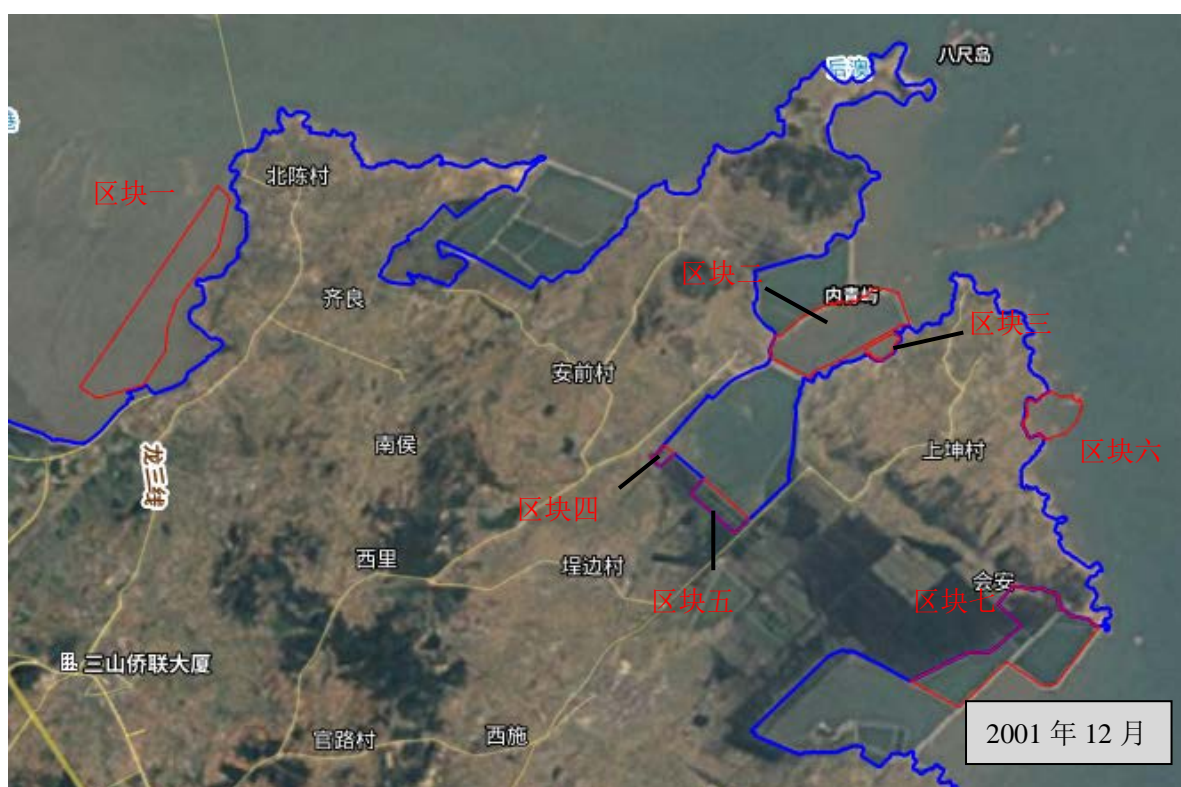 八尺岛
后澳
北陈村
区块一
区块二
内青屿
齐良
区块三
安前村
南侯
上坤村
区块六
龙三线
区块四
西里
埕边村
会安
区块五
区块七
三山侨联大厦
官路村
西施
2001 年 12 月